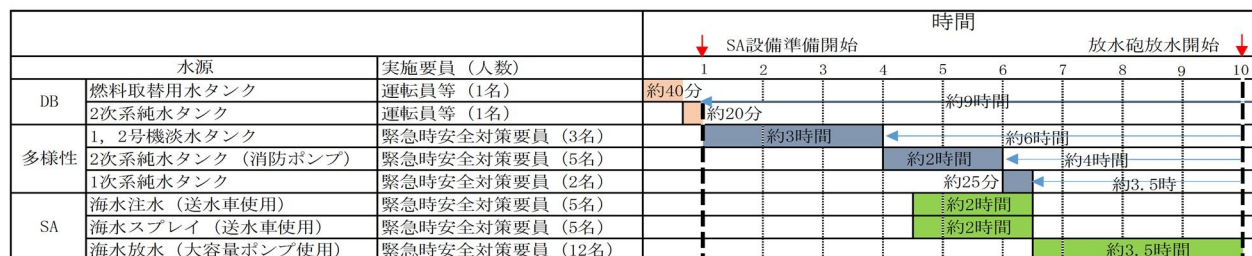 時間
SA設備準備開始 放水砲放水開始
水源 実施要員（人数） 1 2 3 4 5 6 7 8 9 10
DB
燃料取替用水タンク 運転員等（1名） 約40分
約9時間
2次系純水タンク 運転員等（1名） 約20分
多様性
1，2号機淡水タンク 緊急時安全対策要員（3名） 約3時間 約6時間
2次系純水タンク（消防ポンプ） 緊急時安全対策要員（5名） 約2時間 約4時間
1次系純水タンク 緊急時安全対策要員（2名） 約25分 約3.5時
SA
海水注水（送水車使用） 緊急時安全対策要員（5名） 約2時間
海水スプレイ（送水車使用） 緊急時安全対策要員（5名） 約2時間
海水放水（大容量ポンプ使用） 緊急時安全対策要員（12名） 約3.5時間